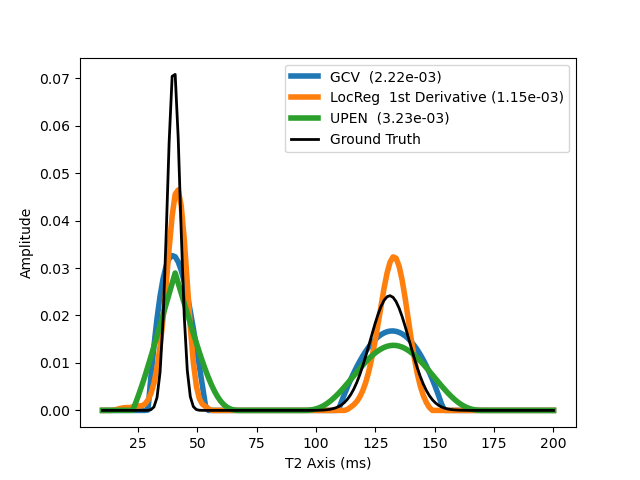 GCV  (2.22e-03)
LocReg  1st Derivative (1.15e-03)
UPEN  (3.23e-03)
Ground Truth
0.07
0.06
0.05
0.04
0.03
0.02
0.01
0.00
Amplitude
25 50 75 100 125 150 175 200
T2 Axis (ms)